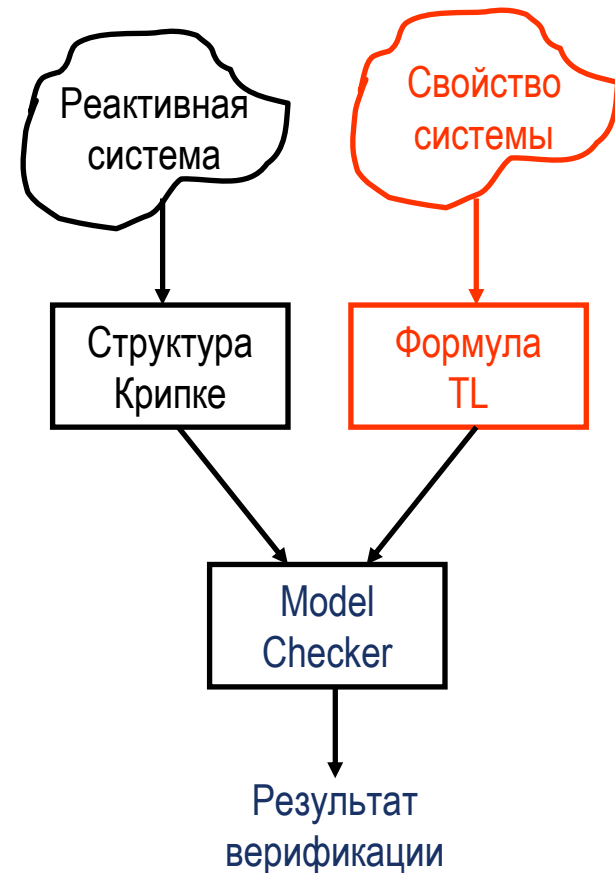 Реактивная
система
Свойство
системы
Структура
Крипке
Формула
TL
Model
Checker
Результат
верификации